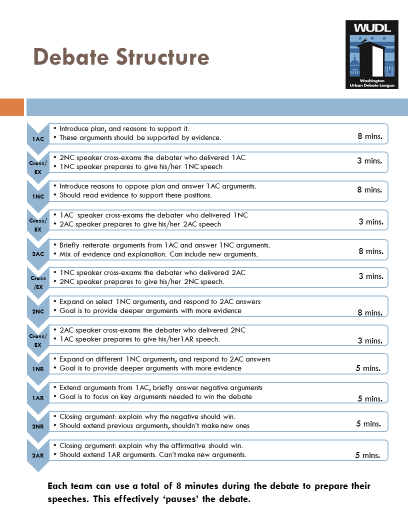 WUDL
Washington
Urban Debate League
Debate Structure
1AC
• Introduce plan, and reasons to support it.
• These arguments should be supported by evidence.
8 mins.
Cross/
EX
• 2NC speaker cross-exams the debater who delivered 1AC
• 1NC speaker prepares to give his/her 1NC speech
3 mins.
1NC
• Introduce reasons to oppose plan and answer 1AC arguments.
• Should read evidence to support these positions.
8 mins.
Cross/
EX
• 1AC speaker cross-exams the debater who delivered 1NC
• 2AC speaker prepares to give his/her 2AC speech
3 mins.
2AC
• Briefly reiterate arguments from 1AC and answer 1NC arguments.
• Mix of evidence and explanation. Can include new arguments.
8 mins.
Cross
/EX
• 1NC speaker cross-exams the debater who delivered 2AC
• 2NC speaker prepares to give his/her 2NC speech.
3 mins.
2NC
• Expand on select 1NC arguments, and respond to 2AC answers
• Goal is to provide deeper arguments with more evidence
8 mins.
Cross/
EX
• 2AC speaker cross-exams the debater who delivered 2NC
• 1AC speaker prepares to give his/her1AR speech.
3 mins.
1NR
• Expand on different 1NC arguments, and respond to 2AC answers
• Goal is to provide deeper arguments with more evidence
5 mins.
1AR
• Extend arguments from 1AC, briefly answer negative arguments
• Goal is to focus on key arguments needed to win the debate
5 mins.
2NR
• Closing argument: explain why the negative should win.
• Should extend previous arguments, shouldn't make new ones
5 mins.
2AR
• Closing argument: explain why the affirmative should win.
• Should extend 1AR arguments. Can't make new arguments.
5 mins.
Each team can use a total of 8 minutes during the debate to prepare their
speeches. This effectively 'pauses' the debate.